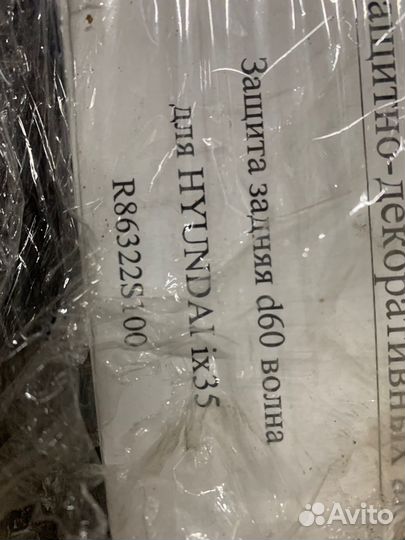 защитно-декоративных
Защита задняя d60 волна
для HYUNDAI ix35
R86322S100
Avito